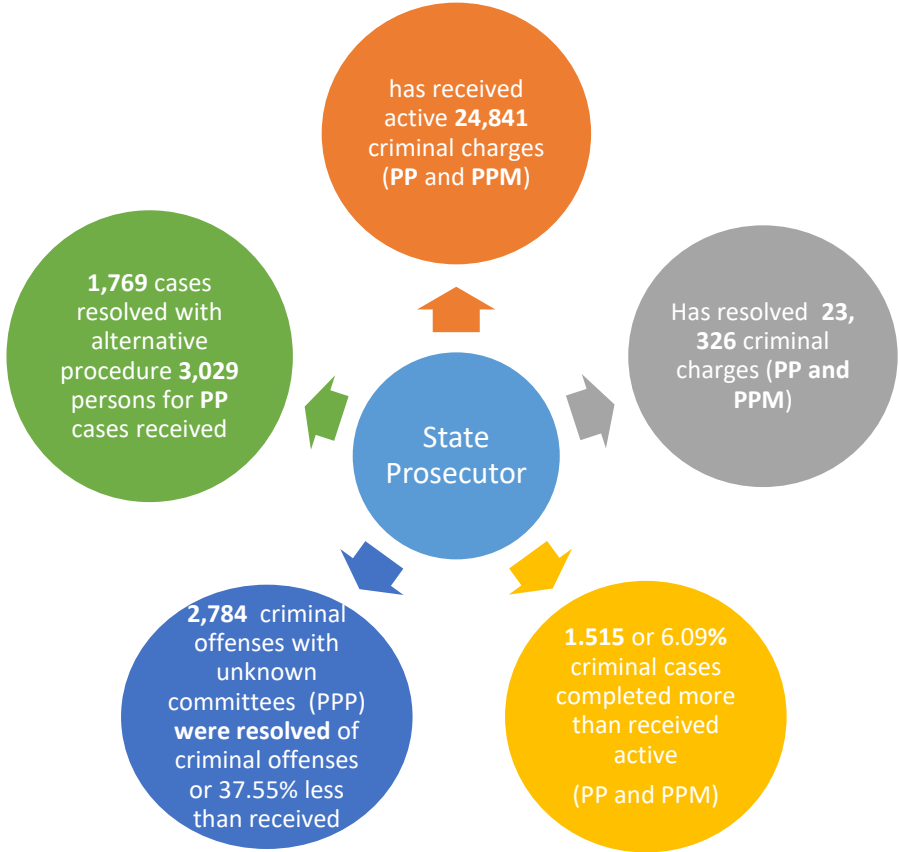 has received
active 24,841
criminal charges
(PP and PPM)
1,769 cases
resolved with
alternative
procedure 3,029
persons for PP
cases received
Has resolved 23,
326 criminal
charges (PP and
PPM)
State
Prosecutor
2,784 criminal
offenses with
unknown
committees (PPP)
were resolved of
criminal offenses
or 37.55% less
than received
1.515 or 6.09%
criminal cases
completed more
than received
active
(PP and PPM)